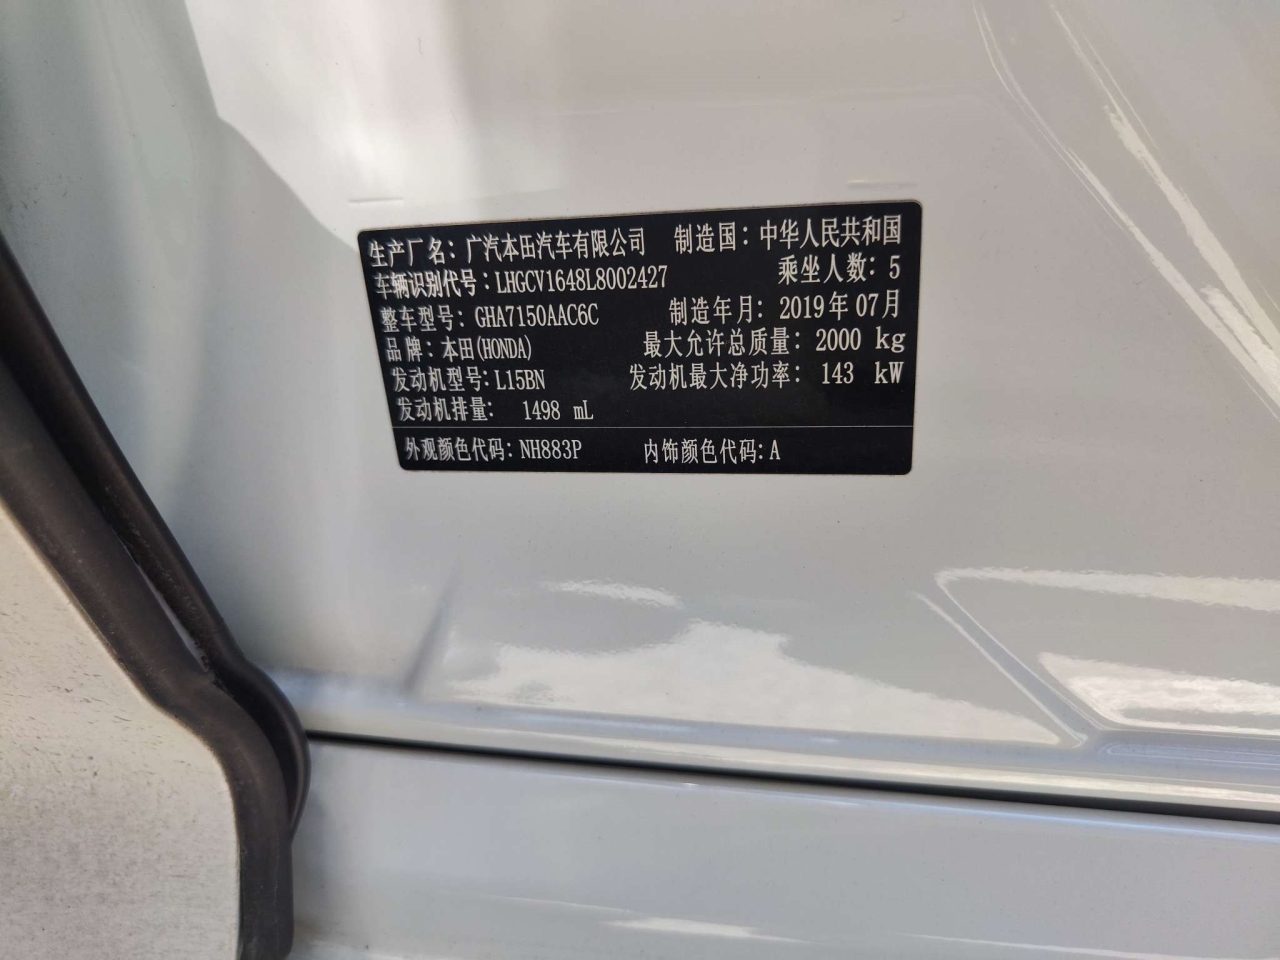 生产厂名：广汽本田汽车有限公司 制造国：中华人民共和国
车辆识别代号：LHGCV1648L8002427 乘坐人数：5
整车型号：GHA7150AAC6C 制造年月：2019年07月
品牌：本田(HONDA) 最大允许总质量：2000 kg
发动机型号：L15BN 发动机最大净功率：143 kW
发动机排量： 1498 mL
外观颜色代码：NH883P 内饰颜色代码：A